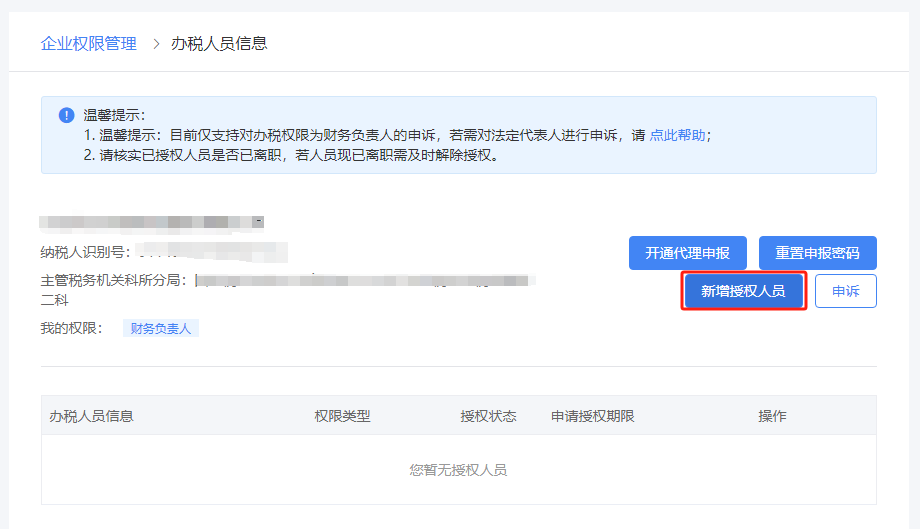 企业权限管理 > 办税人员信息
! 温馨提示：
1. 温馨提示：目前仅支持对办税权限为财务负责人的申诉，若需对法定代表人进行申诉，请 点此帮助；
2. 请核实已授权人员是否已离职，若人员现已离职需及时解除授权。
纳税人识别号：
开通代理申报 重置申报密码
主管税务机关科所分局：
二科
新增授权人员 申诉
我的权限： 财务负责人
办税人员信息 权限类型 授权状态 申请授权期限 操作
您暂无授权人员